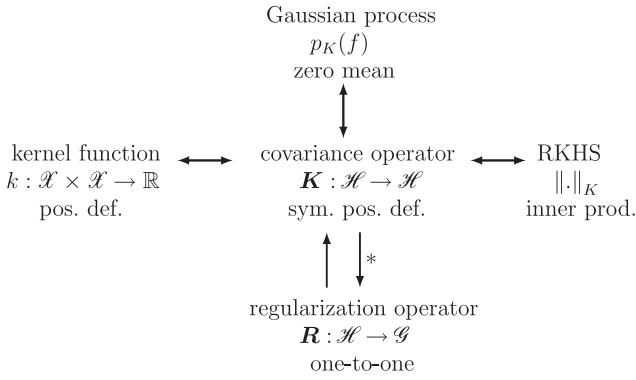 Gaussian process
p_K(f)
zero mean
kernel function
k : 𝒳 × 𝒳 → ℝ
pos. def.
covariance operator
K : ℋ → ℋ
sym. pos. def.
RKHS
‖.‖_K
inner prod.
*
regularization operator
R : ℋ → 𝒢
one-to-one